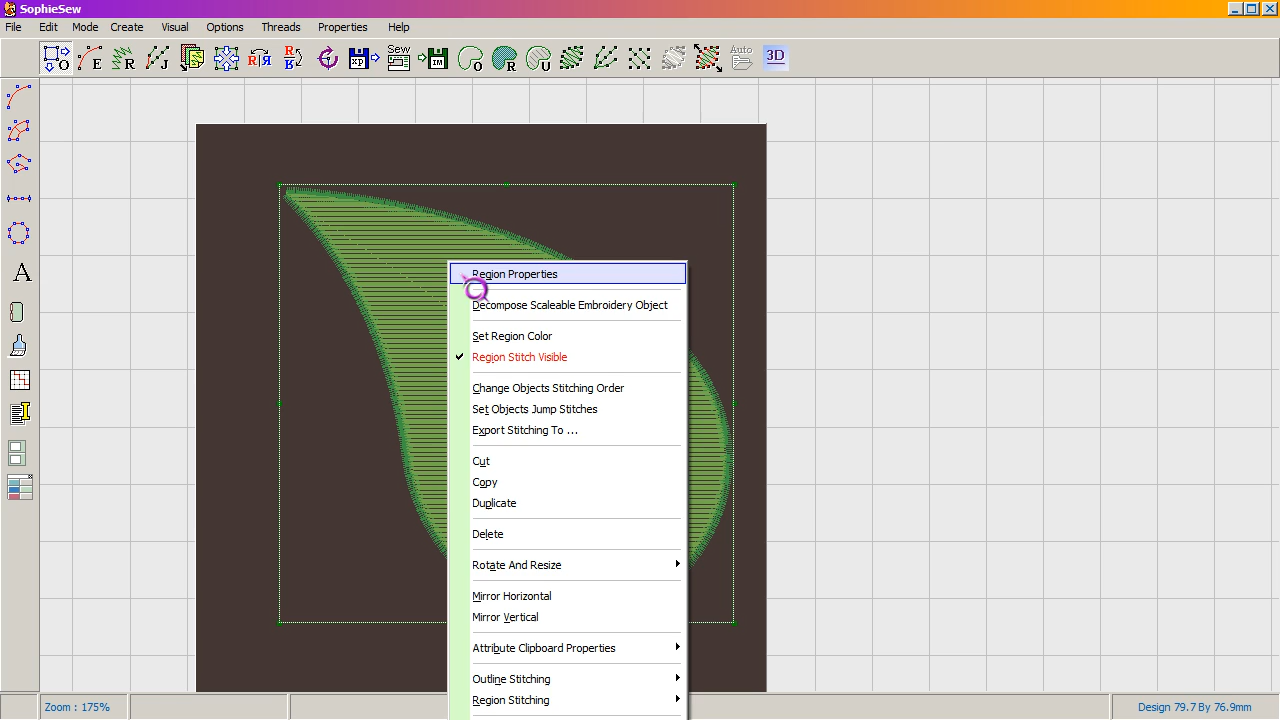 SophieSew
File Edit Mode Create Visual Options Threads Properties Help
O E R J R R XP Sew IM O R U Auto 3D
A
Region Properties
Decompose Scaleable Embroidery Object
Set Region Color
Region Stitch Visible
Change Objects Stitching Order
Set Objects Jump Stitches
Export Stitching To ...
Cut
Copy
Duplicate
Delete
Rotate And Resize
Mirror Horizontal
Mirror Vertical
Attribute Clipboard Properties
Outline Stitching
Region Stitching
Zoom : 175% Design 79.7 By 76.9mm